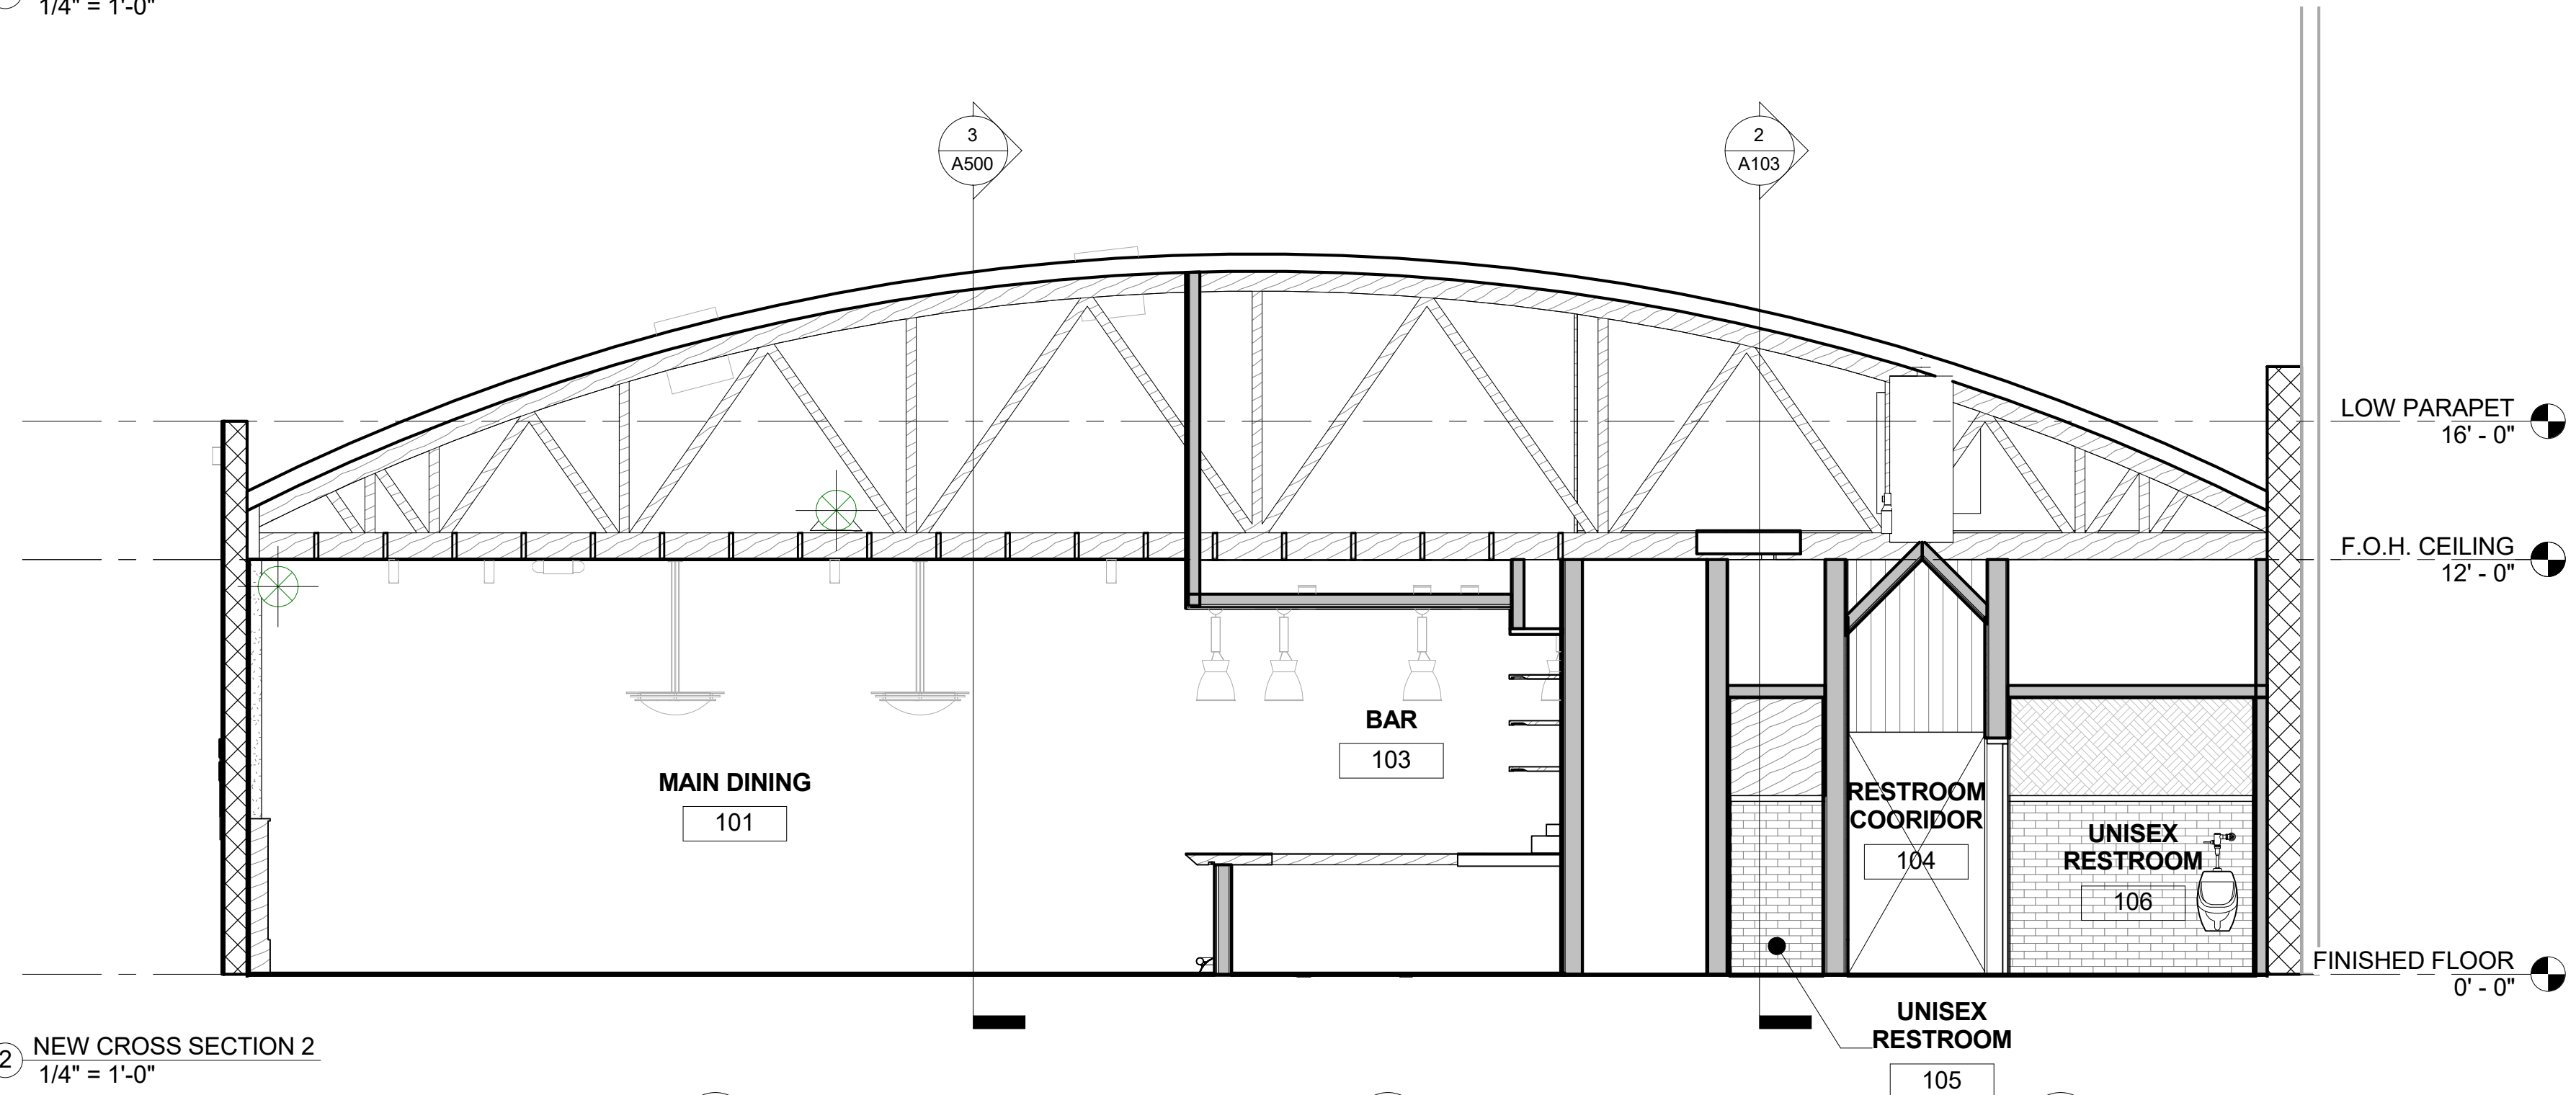 1/4" = 1'-0"
3
A500
2
A103
LOW PARAPET
16' - 0"
F.O.H. CEILING
12' - 0"
BAR
103
MAIN DINING
101
RESTROOM
COORIDOR
104
UNISEX
RESTROOM
106
FINISHED FLOOR
0' - 0"
UNISEX
RESTROOM
105
2
NEW CROSS SECTION 2
1/4" = 1'-0"